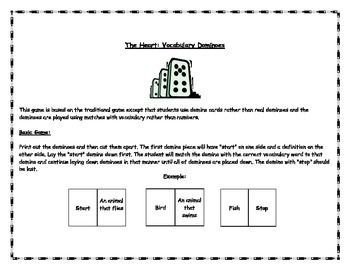 The Heart: Vocabulary Dominoes
This game is based on the traditional game except that students use domino cards rather than real dominoes and the
dominoes are played using matches with vocabulary rather than numbers.
Basic Game:
Print out the dominoes and then cut them apart. The first domino piece will have "start" on one side and a definition on the
other side. Lay the "start" domino down first. The student will match the domino with the correct vocabulary word to that
domino and continue laying down dominoes in that manner until all of dominoes are placed down. The domino with "stop"
should be last.
Example:
Start
An animal
that flies
Bird
An animal
that
swims
Fish
Stop